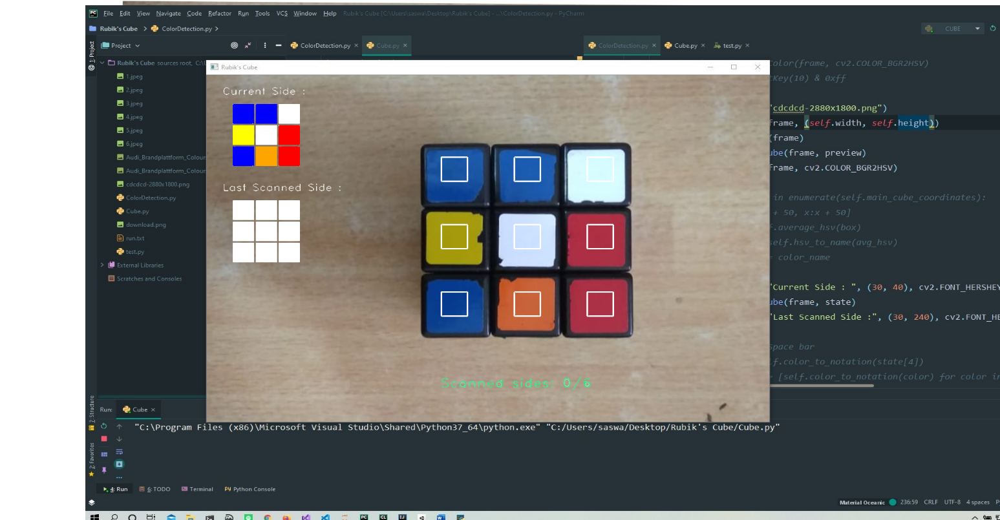 File Edit View Navigate Code Refactor Run Tools VCS Window Help Rubik's Cube [C:\Users\saswa\Desktop\Rubik's Cube] - ...\ColorDetection.py - PyCharm
Rubik's Cube ColorDetection.py
CUBE
1: Project
Project
ColorDetection.py Cube.py
ColorDetection.py Cube.py test.py
Rubik's Cube sources root,
1.jpeg
2.jpeg
3.jpeg
4.jpeg
5.jpeg
6.jpeg
Audi_Brandplattform_Colour
Audi_Brandplattform_Colour
cdcdcd-2880x1800.png
ColorDetection.py
Cube.py
download.png
run.txt
test.py
External Libraries
Scratches and Consoles
Rubik's Cube
Current Side :
Last Scanned Side :
Scanned sides: 0/6
color(frame, cv2.COLOR_BGR2HSV)
Key(10) & 0xff
"cdcdcd-2880x1800.png")
frame, (self.width, self.height))
(frame)
ube(frame, preview)
frame, cv2.COLOR_BGR2HSV)
in enumerate(self.main_cube_coordinates):
+ 50, x:x + 50]
f.average_hsv(box)
self.hsv_to_name(avg_hsv)
= color_name
"Current Side : ", (30, 40), cv2.FONT_HERSHEY
ube(frame, state)
"Last Scanned Side :", (30, 240), cv2.FONT_HE
space bar
lf.color_to_notation(state[4])
= [self.color_to_notation(color) for color in
7: Structure
2: Favorites
Run: Cube
"C:\Program Files (x86)\Microsoft Visual Studio\Shared\Python37_64\python.exe" "C:/Users/saswa/Desktop/Rubik's Cube/Cube.py"
4: Run 6: TODO Terminal Python Console
Material Oceanic 236:59 CRLF UTF-8 4 spaces